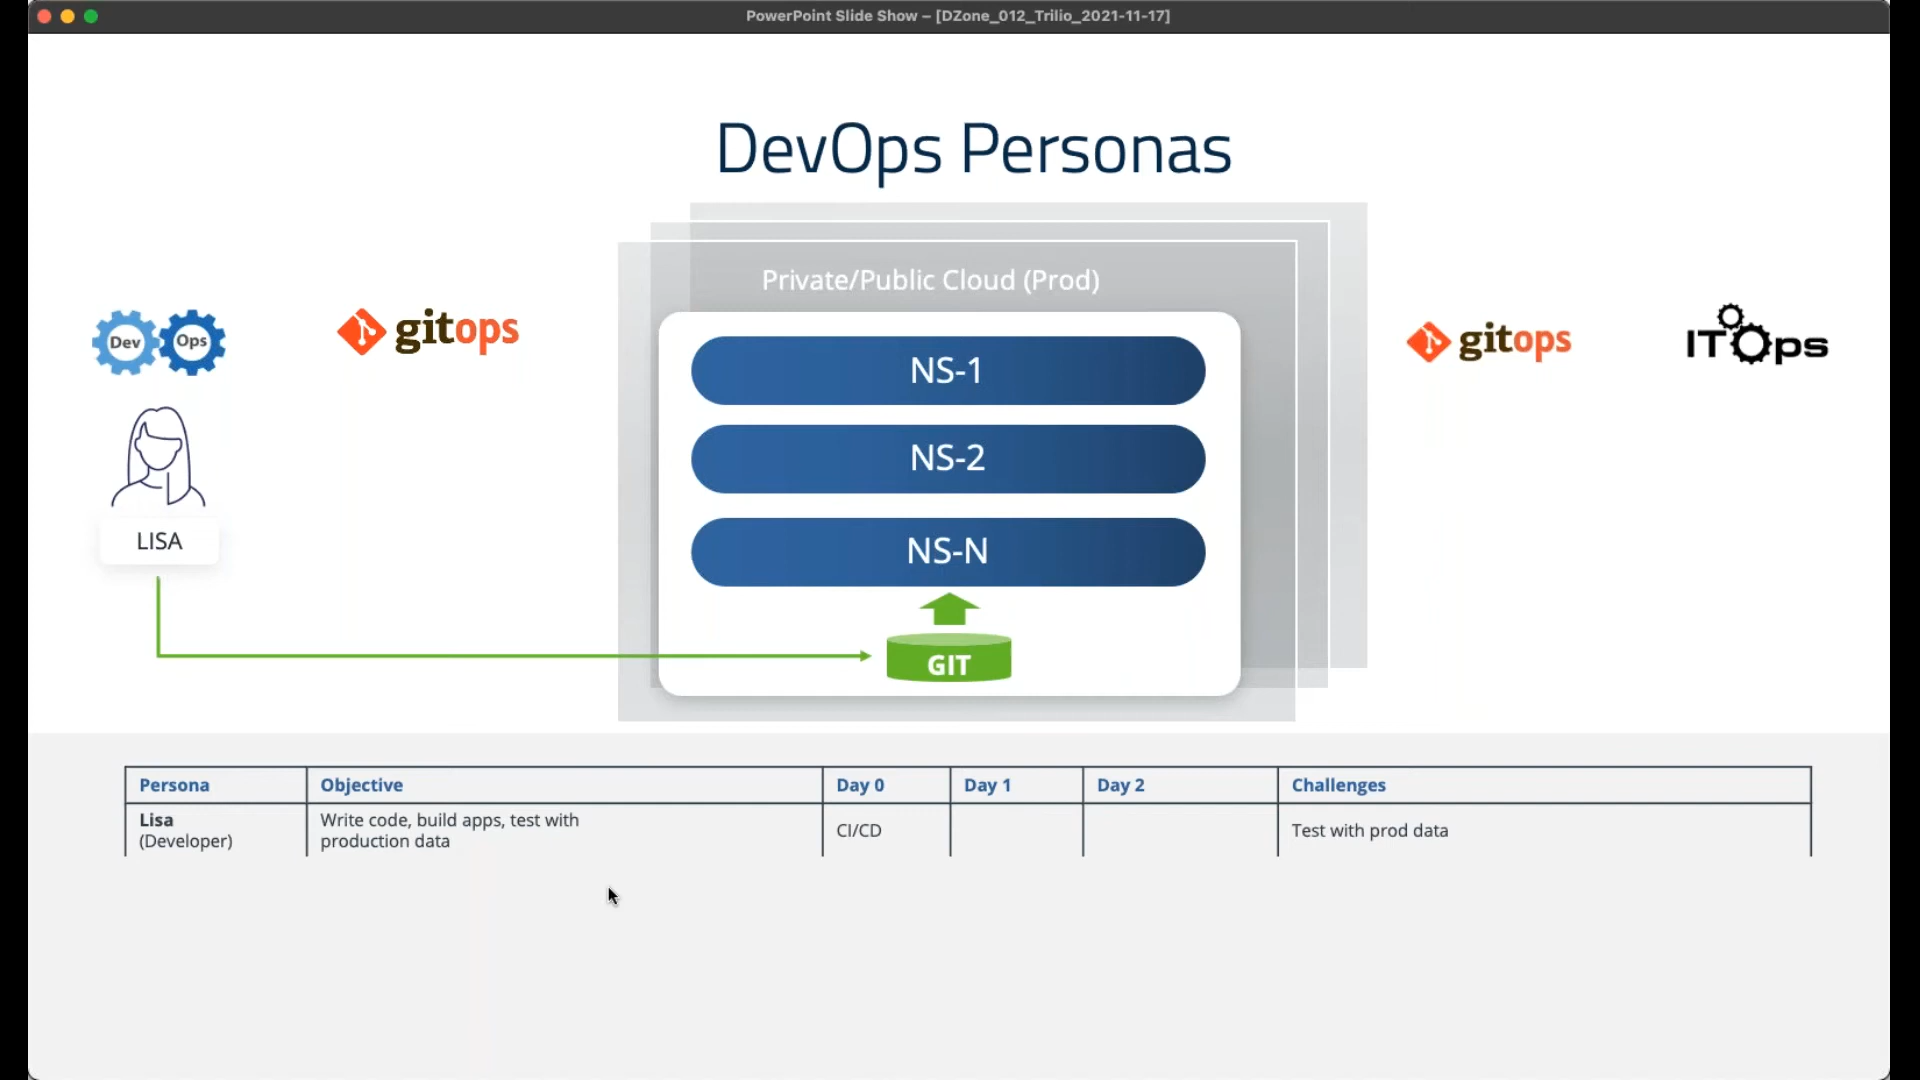 PowerPoint Slide Show – [DZone_012_Trilio_2021-11-17]
DevOps Personas
Private/Public Cloud (Prod)
Dev Ops
gitops
NS-1
gitops
ITOps
NS-2
LISA
NS-N
GIT
Persona Objective Day 0 Day 1 Day 2 Challenges
Lisa
(Developer)
Write code, build apps, test with
production data
CI/CD
Test with prod data